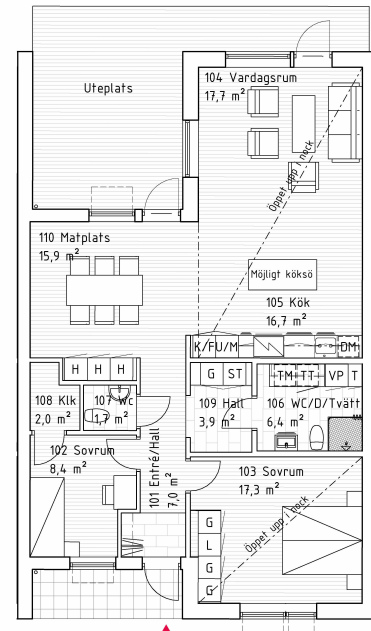 Uteplats
104 Vardagsrum
17,7 m²
Öppet upp i nock
110 Matplats
15,9 m²
Möjligt köksö
105 Kök
16,7 m²
K/F U/M DM
H H H
G ST
TM TT VP T
108 Klk
2,0 m²
107 Wc
1,7 m²
109 Hall
3,9 m²
106 WC/D/Tvätt
6,4 m²
102 Sovrum
8,4 m²
101 Entré/Hall
7,0 m²
103 Sovrum
17,3 m²
Öppet upp i nock
G
L
G
G